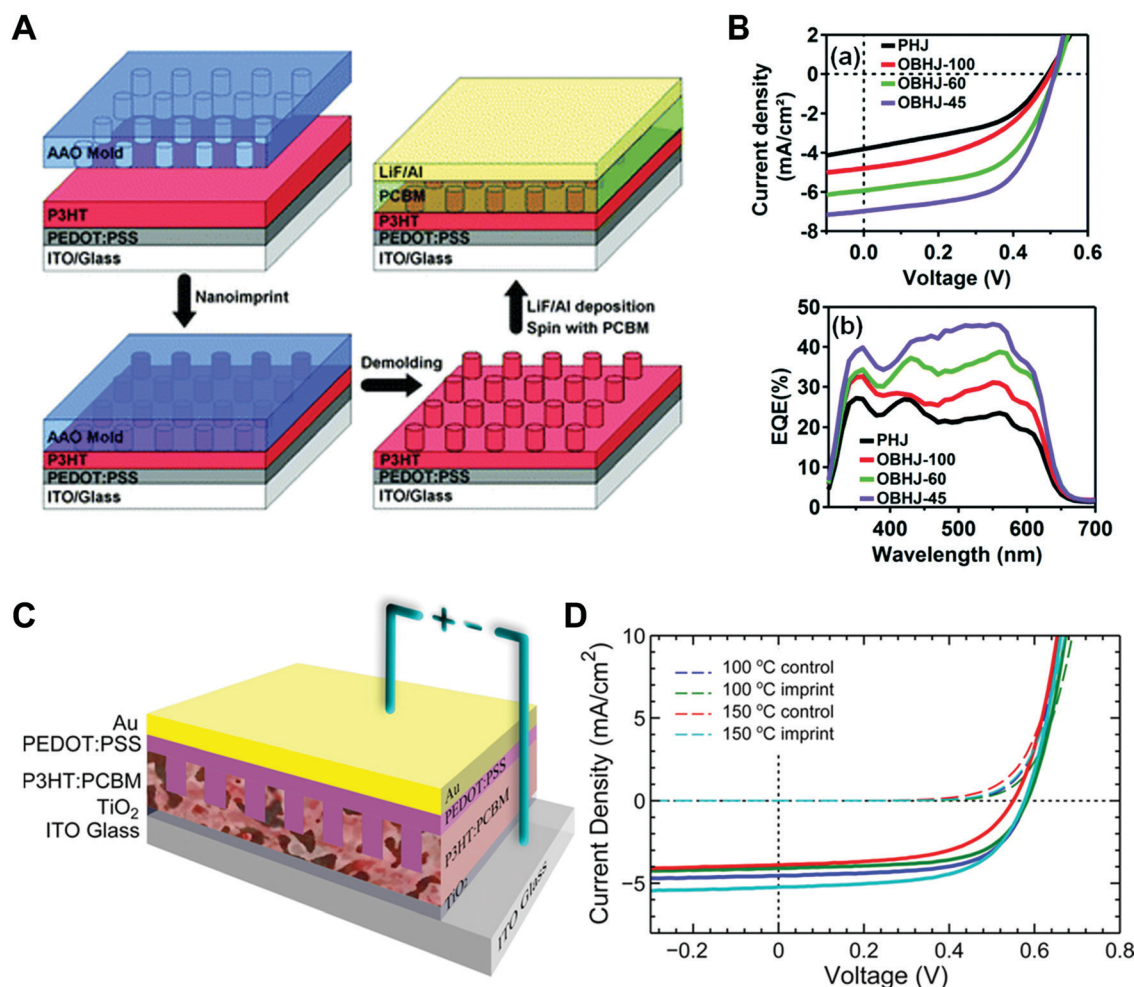 A
AAO Mold
P3HT
PEDOT:PSS
ITO/Glass
Nanoimprint
AAO Mold
P3HT
PEDOT:PSS
ITO/Glass
Demolding
LiF/Al
PCBM
P3HT
PEDOT:PSS
ITO/Glass
LiF/Al deposition
Spin with PCBM
B
(a)
PHJ
OBHJ-100
OBHJ-60
OBHJ-45
Current density
(mA/cm²)
0
-2
-4
-6
-8
0.0 0.2 0.4 0.6
Voltage (V)
(b)
EQE(%)
50
40
30
20
10
0
PHJ
OBHJ-100
OBHJ-60
OBHJ-45
400 500 600 700
Wavelength (nm)
C
+ -
Au
PEDOT:PSS
P3HT:PCBM
TiO2
ITO Glass
Au
PEDOT:PSS
P3HT:PCBM
TiO2
ITO Glass
D
Current Density (mA/cm2)
10
5
0
−5
100 °C control
100 °C imprint
150 °C control
150 °C imprint
−0.2 0 0.2 0.4 0.6 0.8
Voltage (V)